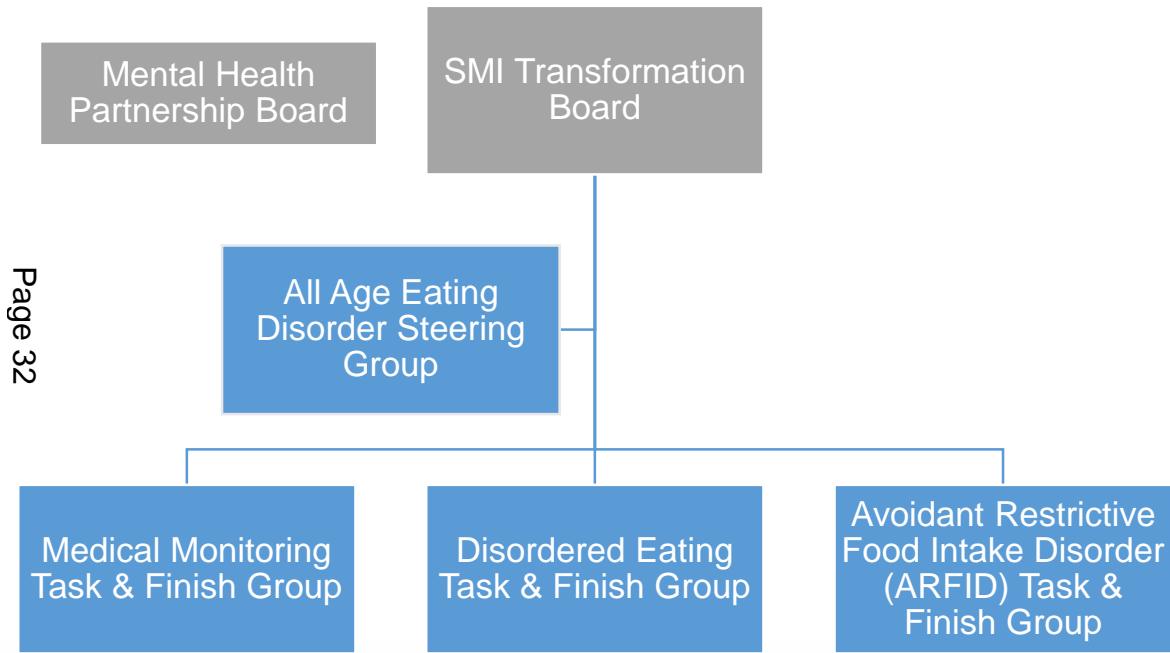 Mental Health
Partnership Board
SMI Transformation
Board
All Age Eating
Disorder Steering
Group
Page 32
Medical Monitoring
Task & Finish Group
Disordered Eating
Task & Finish Group
Avoidant Restrictive
Food Intake Disorder
(ARFID) Task &
Finish Group